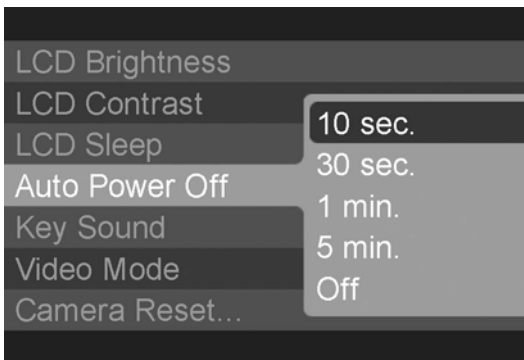 LCD Brightness
LCD Contrast
LCD Sleep
Auto Power Off
Key Sound
Video Mode
Camera Reset...
10 sec.
30 sec.
1 min.
5 min.
Off